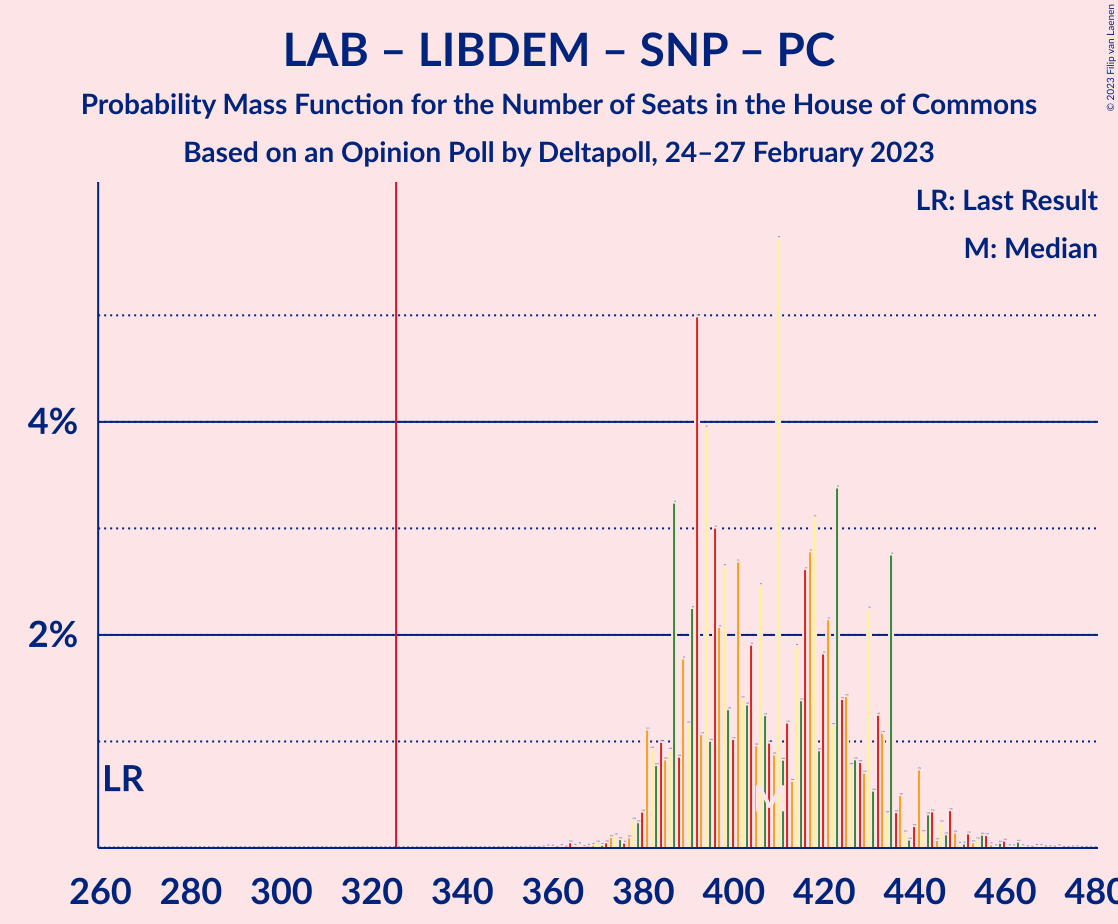 LAB – LIBDEM – SNP – PC
Probability Mass Function for the Number of Seats in the House of Commons
Based on an Opinion Poll by Deltapoll, 24–27 February 2023
© 2023 Filip van Laenen
LR: Last Result
M: Median
4%
2%
LR
M
260 280 300 320 340 360 380 400 420 440 460 480